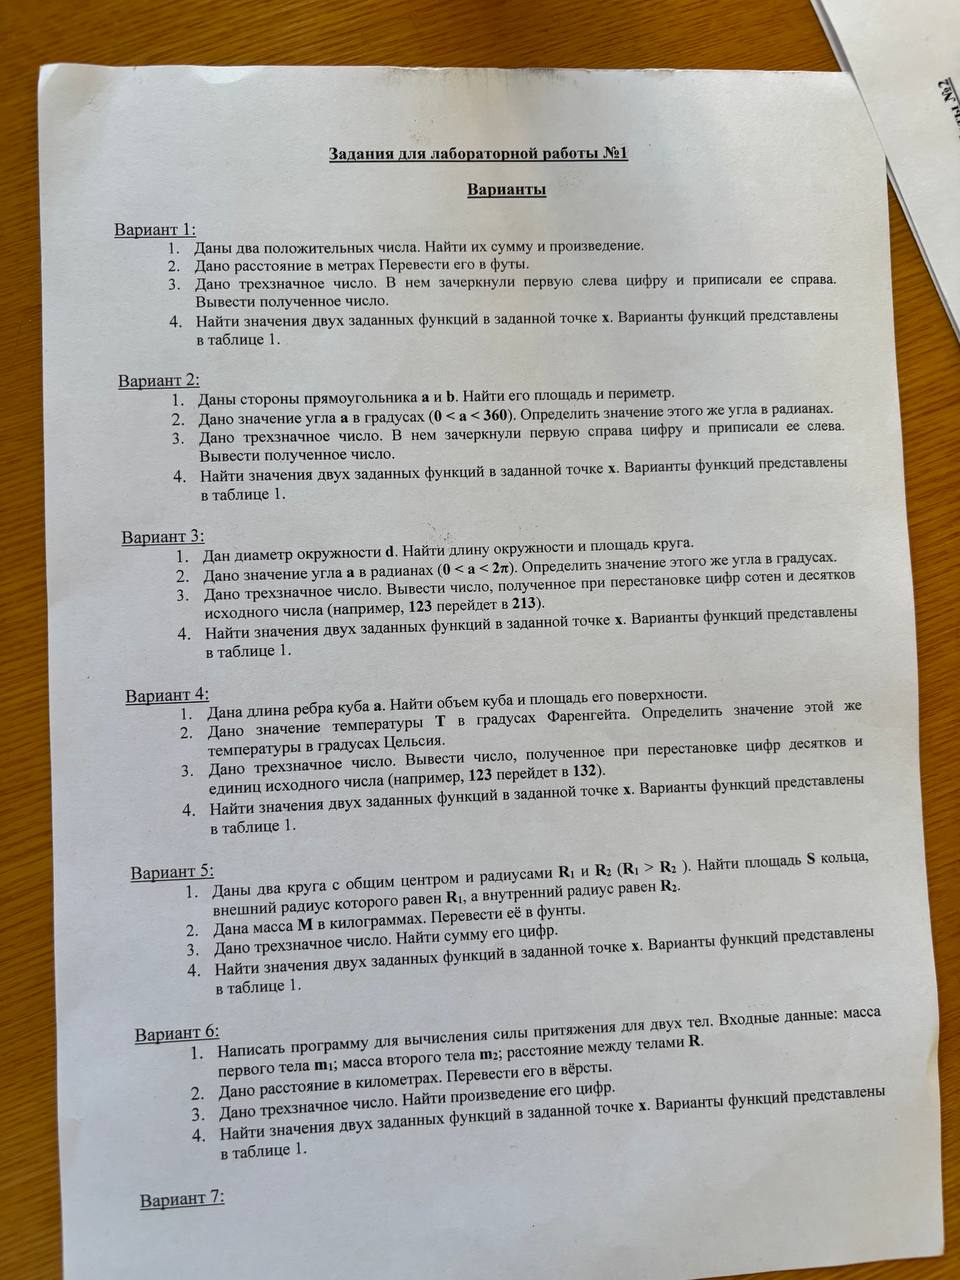 ты №2
Задания для лабораторной работы №1
Варианты
Вариант 1:
1. Даны два положительных числа. Найти их сумму и произведение.
2. Дано расстояние в метрах Перевести его в футы.
3. Дано трехзначное число. В нем зачеркнули первую слева цифру и приписали ее справа.
Вывести полученное число.
4. Найти значения двух заданных функций в заданной точке x. Варианты функций представлены
в таблице 1.
Вариант 2:
1. Даны стороны прямоугольника a и b. Найти его площадь и периметр.
2. Дано значение угла a в градусах (0 < a < 360). Определить значение этого же угла в радианах.
3. Дано трехзначное число. В нем зачеркнули первую справа цифру и приписали ее слева.
Вывести полученное число.
4. Найти значения двух заданных функций в заданной точке x. Варианты функций представлены
в таблице 1.
Вариант 3:
1. Дан диаметр окружности d. Найти длину окружности и площадь круга.
2. Дано значение угла a в радианах (0 < a < 2π). Определить значение этого же угла в градусах.
3. Дано трехзначное число. Вывести число, полученное при перестановке цифр сотен и десятков
исходного числа (например, 123 перейдет в 213).
4. Найти значения двух заданных функций в заданной точке x. Варианты функций представлены
в таблице 1.
Вариант 4:
1. Дана длина ребра куба a. Найти объем куба и площадь его поверхности.
2. Дано значение температуры T в градусах Фаренгейта. Определить значение этой же
температуры в градусах Цельсия.
3. Дано трехзначное число. Вывести число, полученное при перестановке цифр десятков и
единиц исходного числа (например, 123 перейдет в 132).
4. Найти значения двух заданных функций в заданной точке x. Варианты функций представлены
в таблице 1.
Вариант 5:
1. Даны два круга с общим центром и радиусами R₁ и R₂ (R₁ > R₂ ). Найти площадь S кольца,
внешний радиус которого равен R₁, а внутренний радиус равен R₂.
2. Дана масса M в килограммах. Перевести её в фунты.
3. Дано трехзначное число. Найти сумму его цифр.
4. Найти значения двух заданных функций в заданной точке x. Варианты функций представлены
в таблице 1.
Вариант 6:
1. Написать программу для вычисления силы притяжения для двух тел. Входные данные: масса
первого тела m₁; масса второго тела m₂; расстояние между телами R.
2. Дано расстояние в километрах. Перевести его в вёрсты.
3. Дано трехзначное число. Найти произведение его цифр.
4. Найти значения двух заданных функций в заданной точке x. Варианты функций представлены
в таблице 1.
Вариант 7: